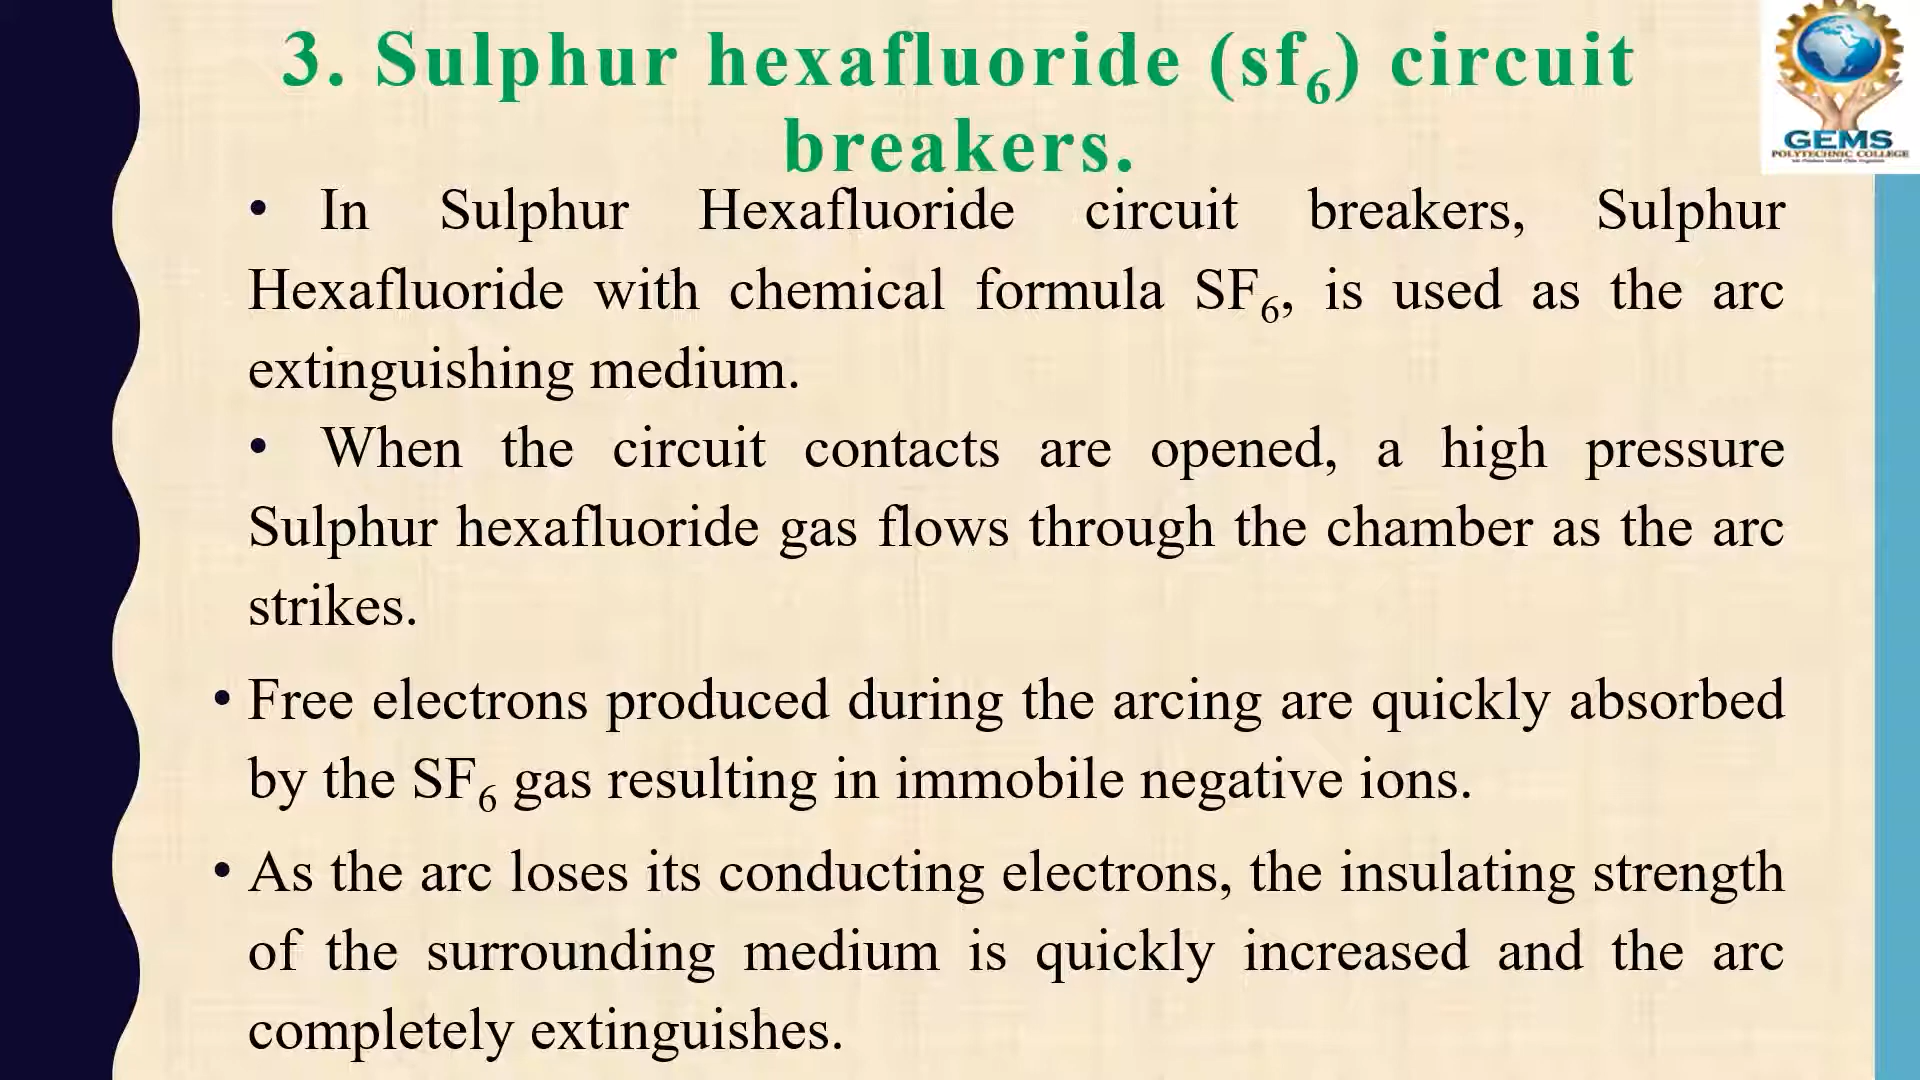 3. Sulphur hexafluoride (sf₆) circuit
breakers.
GEMS
POLYTECHNIC COLLEGE
• In Sulphur Hexafluoride circuit breakers, Sulphur
Hexafluoride with chemical formula SF₆, is used as the arc
extinguishing medium.
• When the circuit contacts are opened, a high pressure
Sulphur hexafluoride gas flows through the chamber as the arc
strikes.
• Free electrons produced during the arcing are quickly absorbed
by the SF₆ gas resulting in immobile negative ions.
• As the arc loses its conducting electrons, the insulating strength
of the surrounding medium is quickly increased and the arc
completely extinguishes.